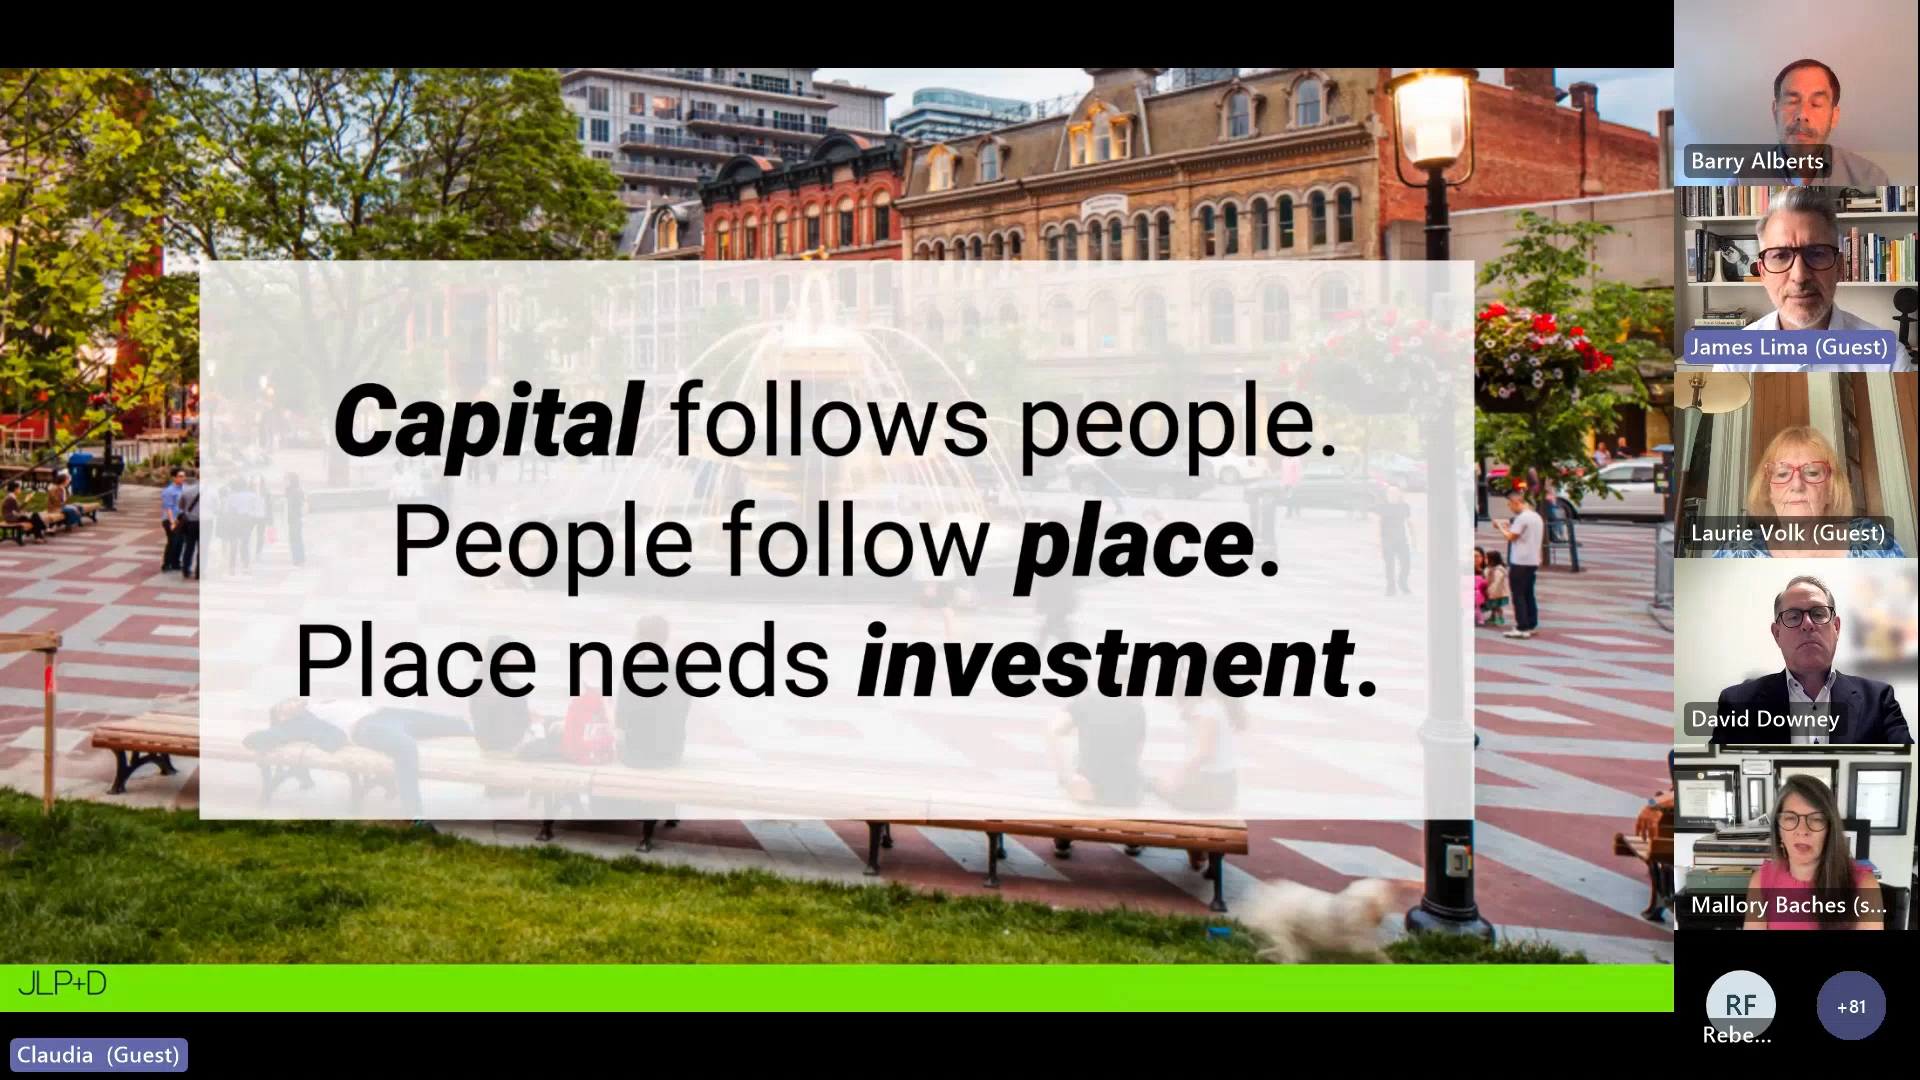 Capital follows people.
People follow place.
Place needs investment.
JLP+D
Claudia (Guest)
Barry Alberts
James Lima (Guest)
Laurie Volk (Guest)
David Downey
Mallory Baches (s...
RF
Rebe...
+81